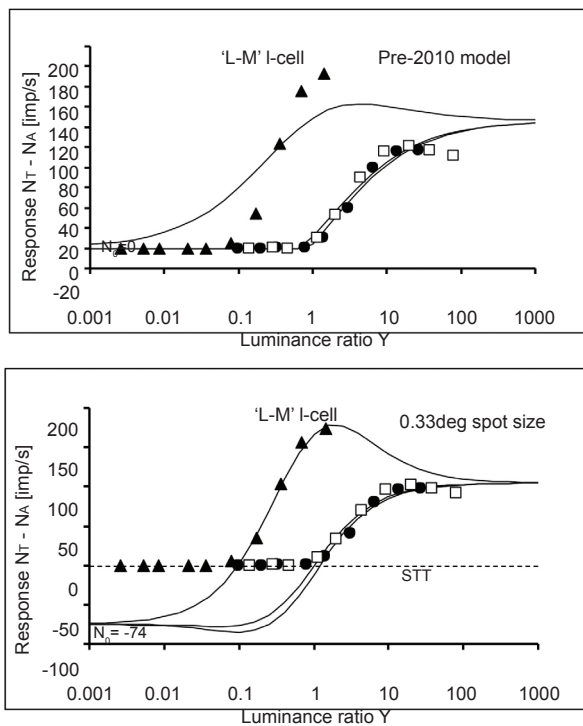 'L-M' l-cell Pre-2010 model
Response NT - NA [imp/s]
200
180
160
140
120
100
80
60
40
20
0
-20
N0=0
0.001 0.01 0.1 1 10 100 1000
Luminance ratio Y
'L-M' l-cell 0.33deg spot size
Response NT - NA [imp/s]
200
150
100
50
0
-50
-100
STT
N0= -74
0.001 0.01 0.1 1 10 100 1000
Luminance ratio Y